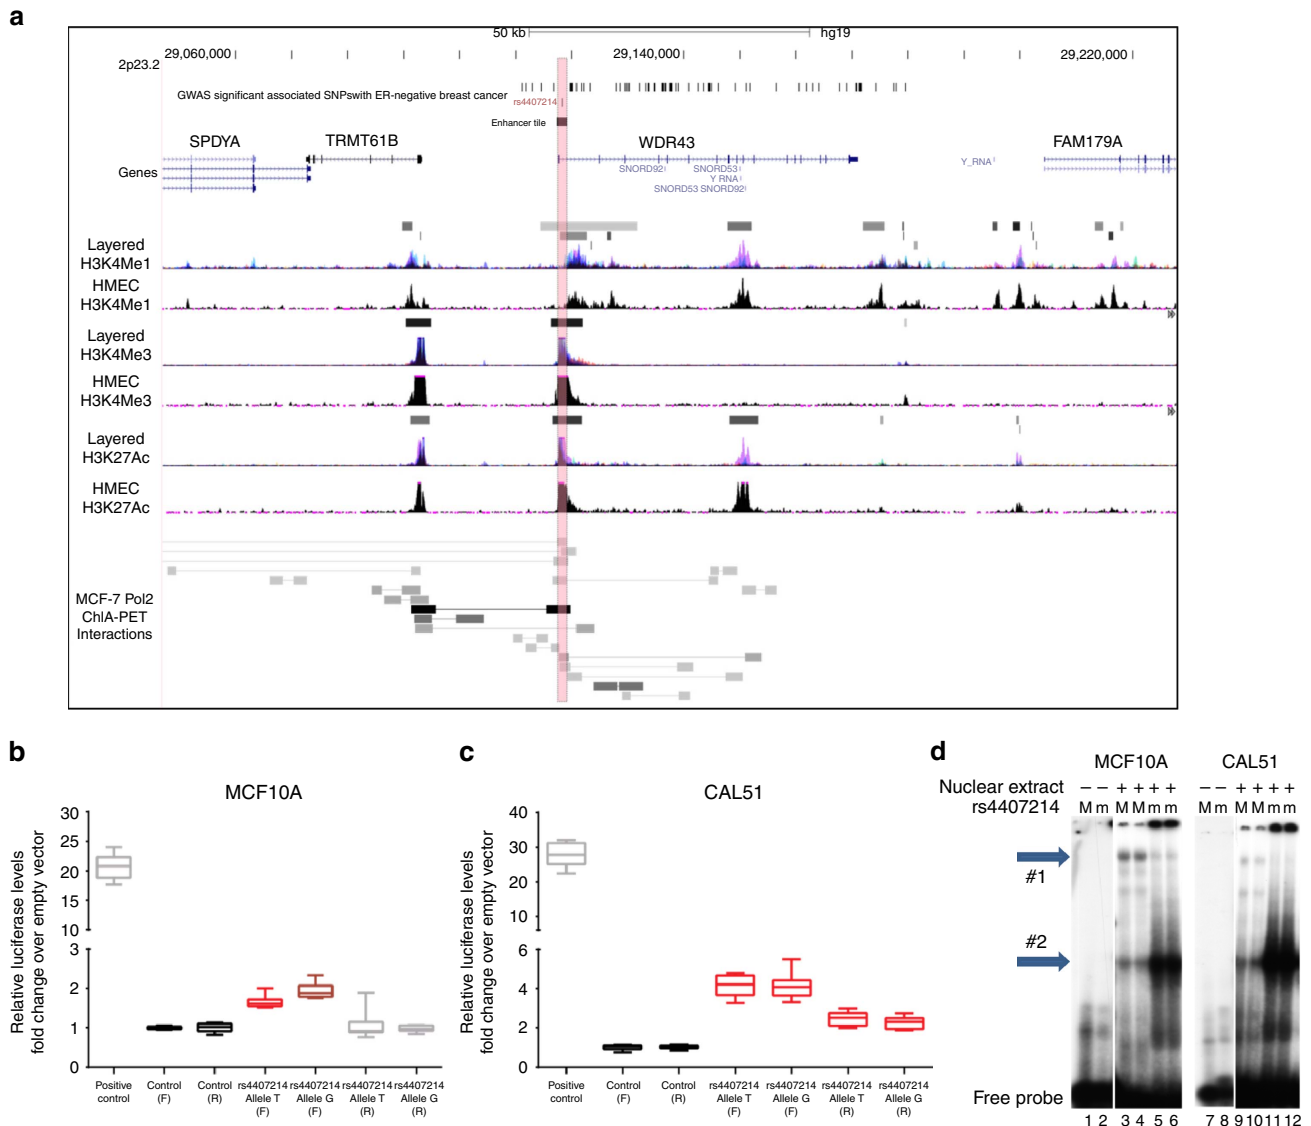 a
50 kb
hg19
29,060,000
29,140,000
29,220,000
2p23.2
GWAS significant associated SNPswith ER-negative breast cancer
rs4407214
Enhancer tile
SPDYA
TRMT61B
WDR43
FAM179A
Genes
SNORD92
SNORD53
Y_RNA
Y RNA
SNORD53 SNORD92
Layered
H3K4Me1
HMEC
H3K4Me1
Layered
H3K4Me3
HMEC
H3K4Me3
Layered
H3K27Ac
HMEC
H3K27Ac
MCF-7 Pol2
ChIA-PET
Interactions
b
MCF10A
Relative luciferase levels
fold change over empty vector
30
25
20
15
10
3
2
1
0
Positive
control
Control
(F)
Control
(R)
rs4407214
Allele T
(F)
rs4407214
Allele G
(F)
rs4407214
Allele T
(R)
rs4407214
Allele G
(R)
c
CAL51
Relative luciferase levels
fold change over empty vector
40
30
20
10
6
4
2
0
Positive
control
Control
(F)
Control
(R)
rs4407214
Allele T
(F)
rs4407214
Allele G
(F)
rs4407214
Allele T
(R)
rs4407214
Allele G
(R)
d
MCF10A CAL51
Nuclear extract − − + + + + − − + + + +
rs4407214 M m M M m m M m M M m m
#1
#2
Free probe
1 2 3 4 5 6 7 8 9 10 11 12